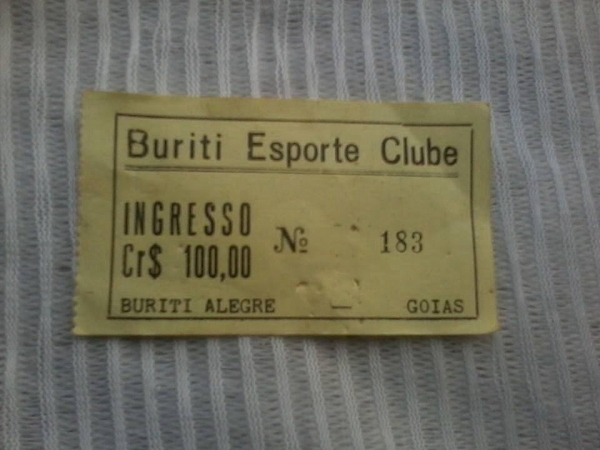 Buriti Esporte Clube
INGRESSO
Nº 183
Cr$ 100,00
BURITI ALEGRE — GOIAS